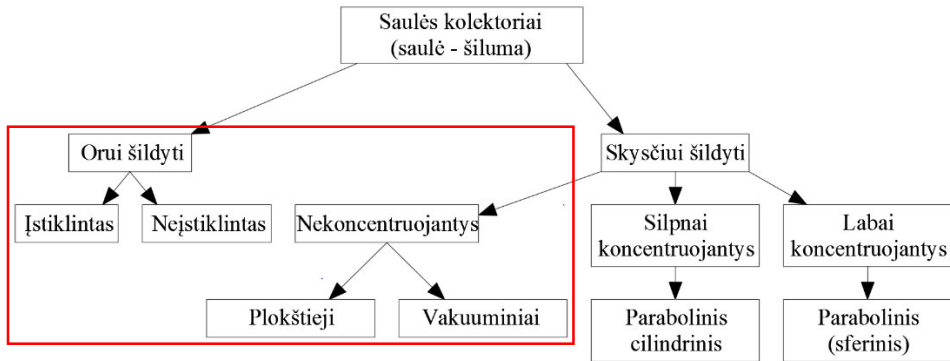 Saulės kolektoriai
(saulė - šiluma)
Orui šildyti
Skysčiui šildyti
Įstiklintas
Neįstiklintas
Nekoncentruojantys
Silpnai
koncentruojantys
Labai
koncentruojantys
Plokštieji
Vakuuminiai
Parabolinis
cilindrinis
Parabolinis
(sferinis)